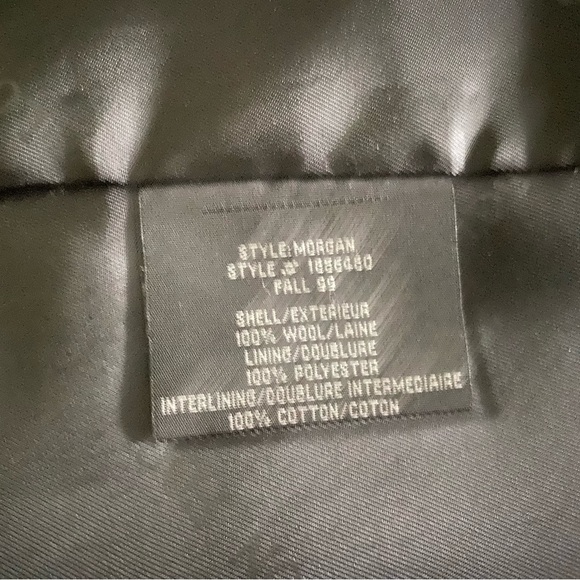 STYLE:MORGAN
STYLE # 1856480
FALL 99
SHELL/EXTERIEUR
100% WOOL/LAINE
LINING/DOUBLURE
100% POLYESTER
INTERLINING/DOUBLURE INTERMEDIAIRE
100% COTTON/COTON